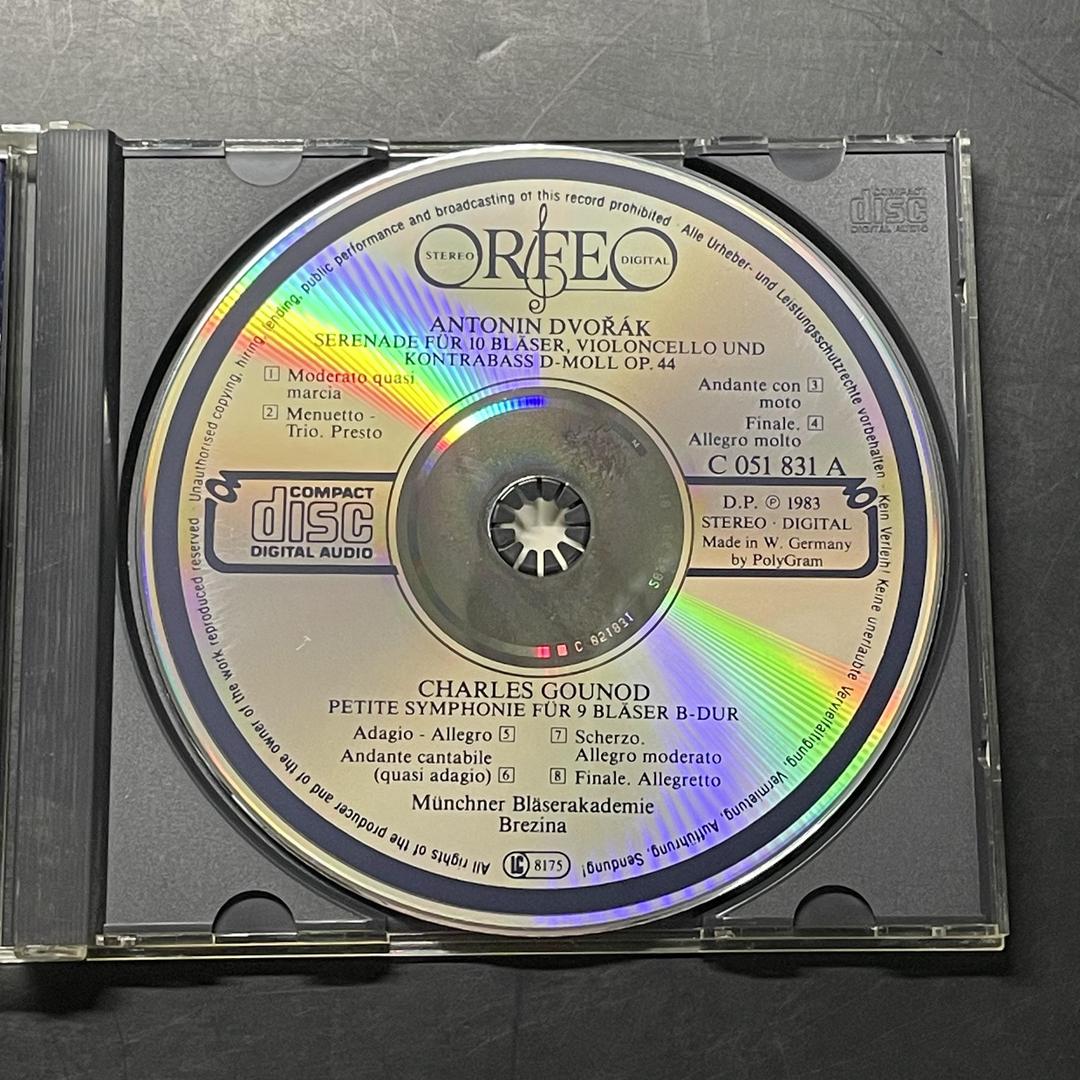 Unauthorised copying, hiring, lending, public performance and broadcasting of this record prohibited · Alle Urheber- und Leistungsschutzrechte vorbehalten · Kein Verleih! Keine unerlaubte Vervielfältigung, Vermietung, Aufführung, Sendung!
All rights of the producer and of the owner of the work reproduced reserved ·
STEREO ORFEO DIGITAL
COMPACT
disc
DIGITAL AUDIO
ANTONIN DVOŘÁK
SERENADE FÜR 10 BLÄSER, VIOLONCELLO UND
KONTRABASS D-MOLL OP. 44
1 Moderato quasi
marcia
2 Menuetto -
Trio. Presto
Andante con 3
moto
Finale. 4
Allegro molto
C 051 831 A
COMPACT
disc
DIGITAL AUDIO
D.P. ℗ 1983
STEREO · DIGITAL
Made in W. Germany
by PolyGram
CHARLES GOUNOD
PETITE SYMPHONIE FÜR 9 BLÄSER B-DUR
Adagio - Allegro 5
Andante cantabile
(quasi adagio) 6
7 Scherzo.
Allegro moderato
8 Finale. Allegretto
Münchner Bläserakademie
Brezina
LC 8175